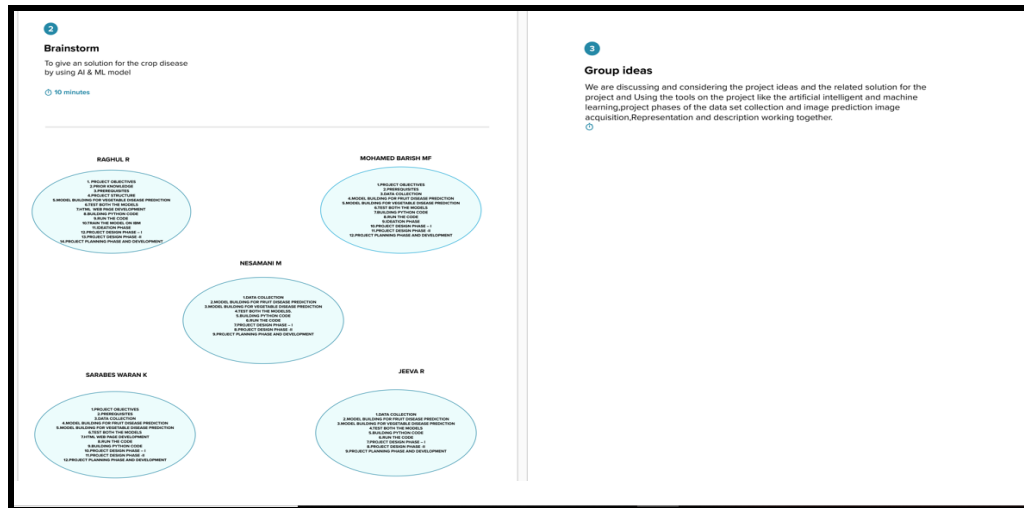 2
Brainstorm
To give an solution for the crop disease
by using AI & ML model
10 minutes
RAGHUL R
1. PROJECT OBJECTIVES
2.PRIOR KNOWLEDGE
3.PREREQUISITES
4.PROJECT STRUCTURE
5.MODEL BUILDING FOR VEGETABLE DISEASE PREDICTION
6.TEST BOTH THE MODELS
7.HTML WEB PAGE DEVELOPMENT
8.BUILDING PYTHON CODE
9.RUN THE CODE
10.TRAIN THE MODEL ON IBM
11.IDEATION PHASE
12.PROJECT DESIGN PHASE – I
13.PROJECT DESIGN PHASE -II
14.PROJECT PLANNING PHASE AND DEVELOPMENT
MOHAMED BARISH MF
1.PROJECT OBJECTIVES
2.PREREQUISITES
3.DATA COLLECTION
4.MODEL BUILDING FOR FRUIT DISEASE PREDICTION
5.MODEL BUILDING FOR VEGETABLE DISEASE PREDICTION
6.TEST BOTH THE MODELS
7.BUILDING PYTHON CODE
8.RUN THE CODE
9.IDEATION PHASE
10.PROJECT DESIGN PHASE – I
11.PROJECT DESIGN PHASE -II
12.PROJECT PLANNING PHASE AND DEVELOPMENT
NESAMANI M
1.DATA COLLECTION
2.MODEL BUILDING FOR FRUIT DISEASE PREDICTION
3.MODEL BUILDING FOR VEGETABLE DISEASE PREDICTION
4.TEST BOTH THE MODELS5.
5.BUILDING PYTHON CODE
6.RUN THE CODE
7.PROJECT DESIGN PHASE – I
8.PROJECT DESIGN PHASE -II
9.PROJECT PLANNING PHASE AND DEVELOPMENT
SARABES WARAN K
1.PROJECT OBJECTIVES
2.PREREQUISITES
3.DATA COLLECTION
4.MODEL BUILDING FOR FRUIT DISEASE PREDICTION
5.MODEL BUILDING FOR VEGETABLE DISEASE PREDICTION
6.TEST BOTH THE MODELS
7.HTML WEB PAGE DEVELOPMENT
8.RUN THE CODE
9.BUILDING PYTHON CODE
10.PROJECT DESIGN PHASE – I
11.PROJECT DESIGN PHASE -II
12.PROJECT PLANNING PHASE AND DEVELOPMENT
JEEVA R
1.DATA COLLECTION
2.MODEL BUILDING FOR FRUIT DISEASE PREDICTION
3.MODEL BUILDING FOR VEGETABLE DISEASE PREDICTION
4.TEST BOTH THE MODELS
5.BUILDING PYTHON CODE
6.RUN THE CODE
7.PROJECT DESIGN PHASE – I
8.PROJECT DESIGN PHASE -II
9.PROJECT PLANNING PHASE AND DEVELOPMENT
3
Group ideas
We are discussing and considering the project ideas and the related solution for the
project and Using the tools on the project like the artificial intelligent and machine
learning,project phases of the data set collection and image prediction image
acquisition,Representation and description working together.